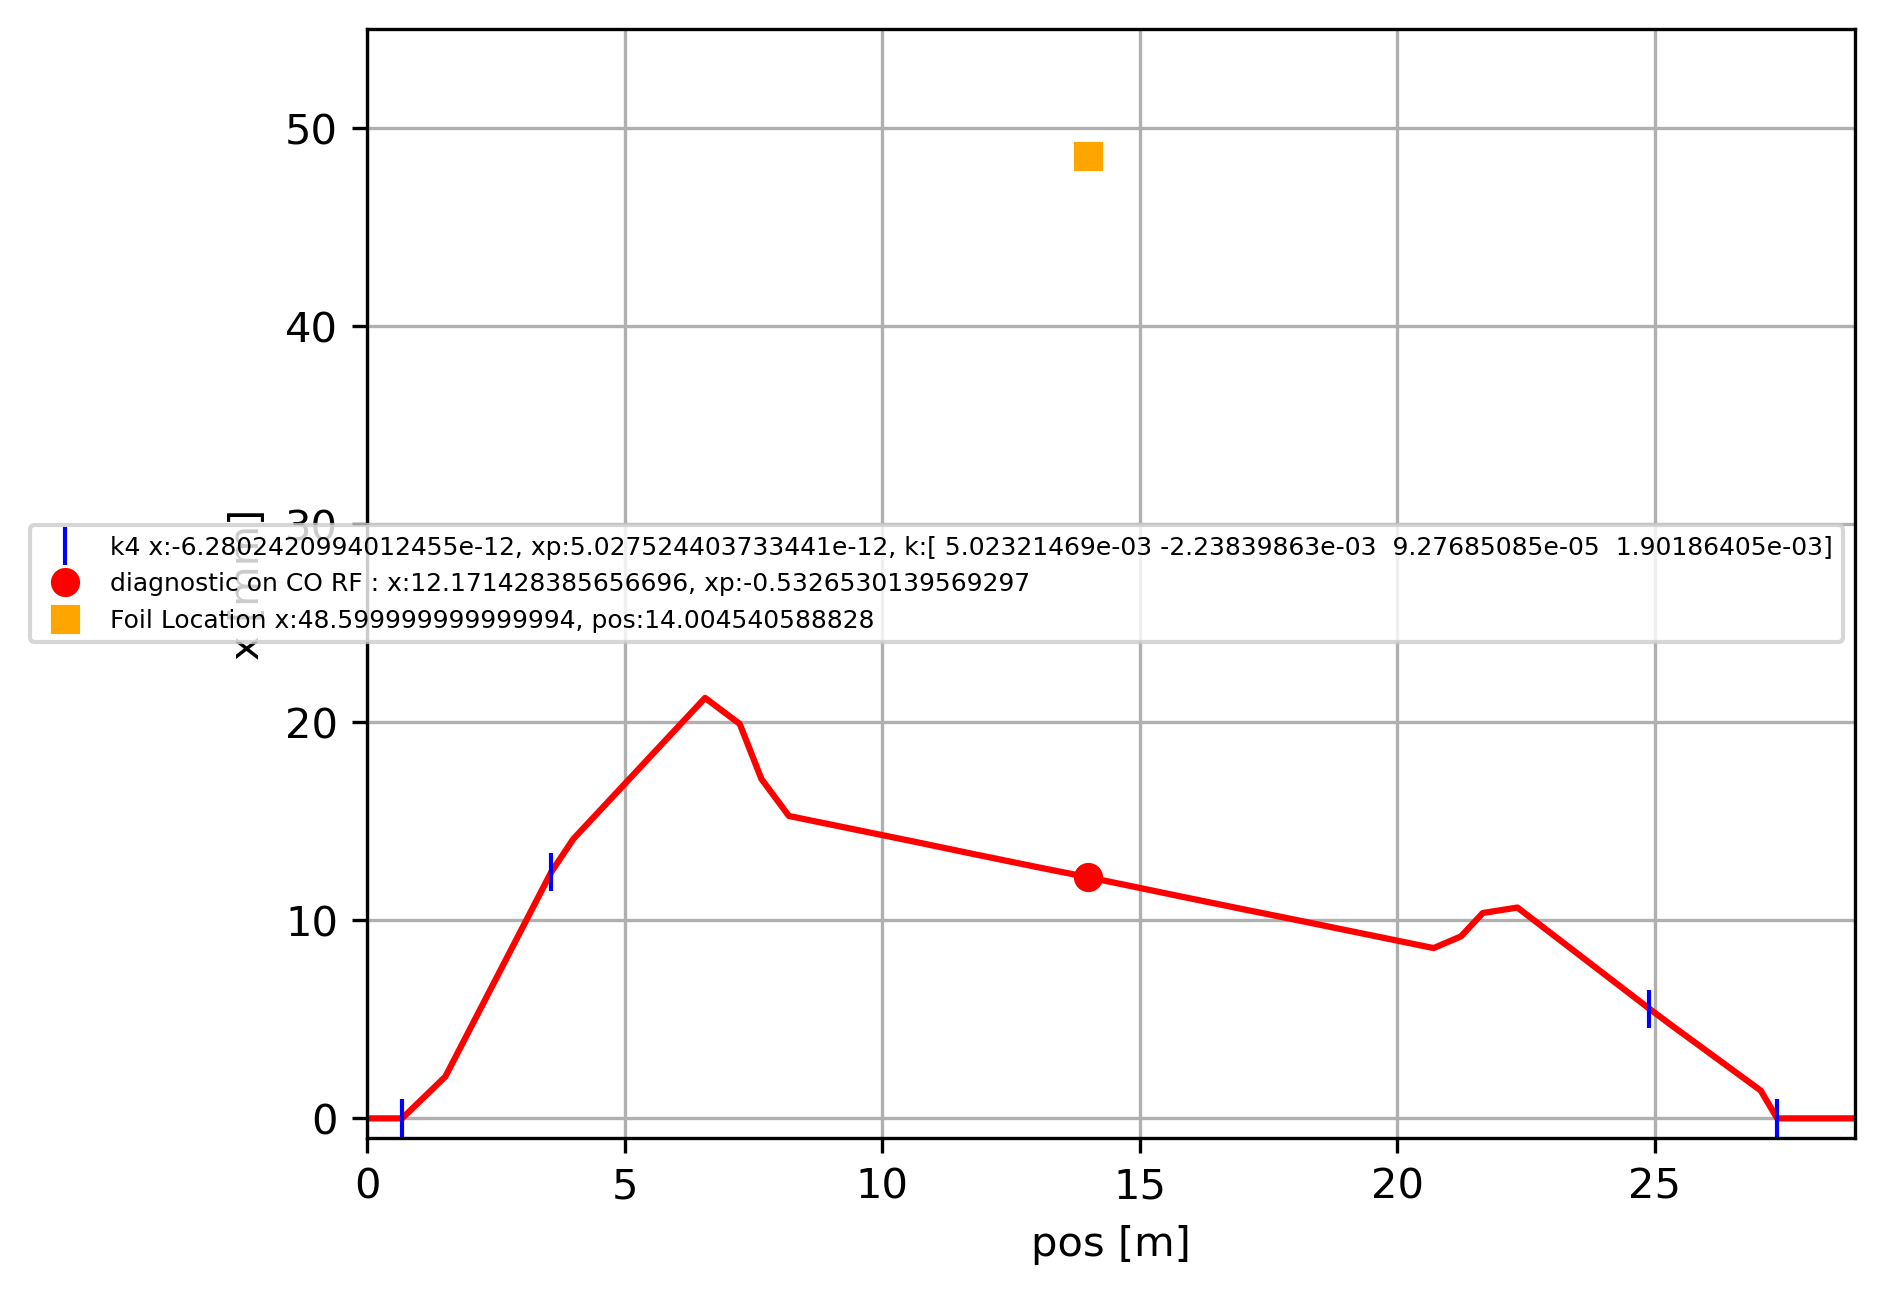 50
40
30
20
10
0
x [mm]
k4 x:-6.2802420994012455e-12, xp:5.027524403733441e-12, k:[ 5.02321469e-03 -2.23839863e-03  9.27685085e-05  1.90186405e-03]
diagnostic on CO RF : x:12.171428385656696, xp:-0.5326530139569297
Foil Location x:48.599999999999994, pos:14.004540588828
0 5 10 15 20 25
pos [m]